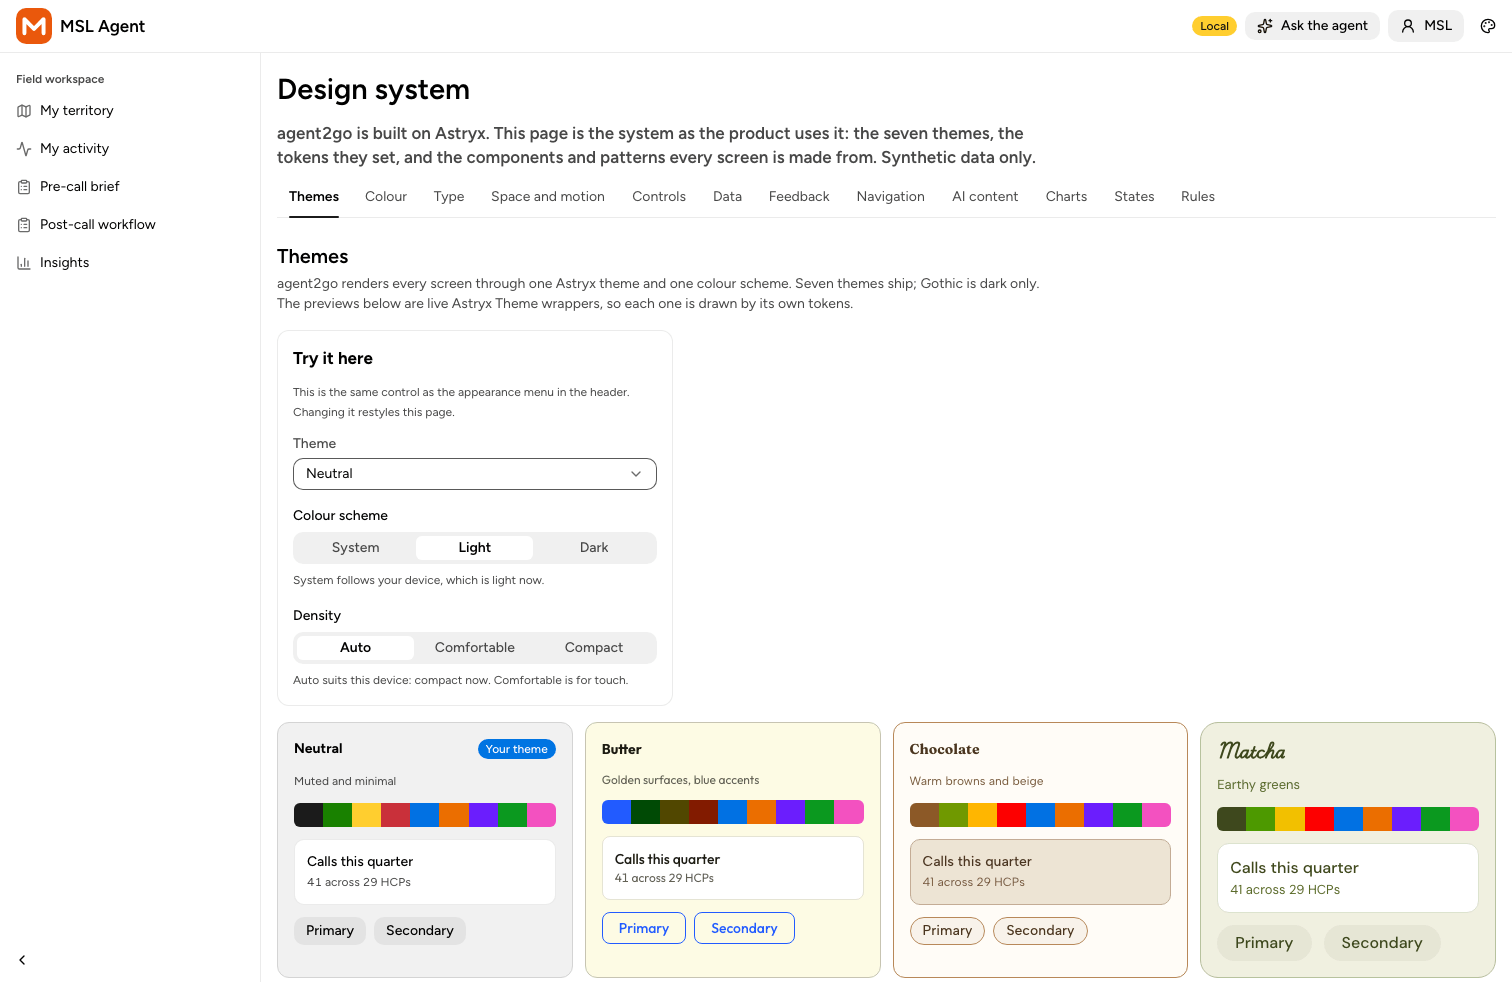 MSL Agent
Local
Ask the agent
MSL
Field workspace
My territory
My activity
Pre-call brief
Post-call workflow
Insights
Design system
agent2go is built on Astryx. This page is the system as the product uses it: the seven themes, the
tokens they set, and the components and patterns every screen is made from. Synthetic data only.
Themes
Colour
Type
Space and motion
Controls
Data
Feedback
Navigation
AI content
Charts
States
Rules
Themes
agent2go renders every screen through one Astryx theme and one colour scheme. Seven themes ship; Gothic is dark only.
The previews below are live Astryx Theme wrappers, so each one is drawn by its own tokens.
Try it here
This is the same control as the appearance menu in the header.
Changing it restyles this page.
Theme
Neutral
Colour scheme
System
Light
Dark
System follows your device, which is light now.
Density
Auto
Comfortable
Compact
Auto suits this device: compact now. Comfortable is for touch.
Neutral
Your theme
Muted and minimal
Calls this quarter
41 across 29 HCPs
Primary
Secondary
Butter
Golden surfaces, blue accents
Calls this quarter
41 across 29 HCPs
Primary
Secondary
Chocolate
Warm browns and beige
Calls this quarter
41 across 29 HCPs
Primary
Secondary
Matcha
Earthy greens
Calls this quarter
41 across 29 HCPs
Primary
Secondary